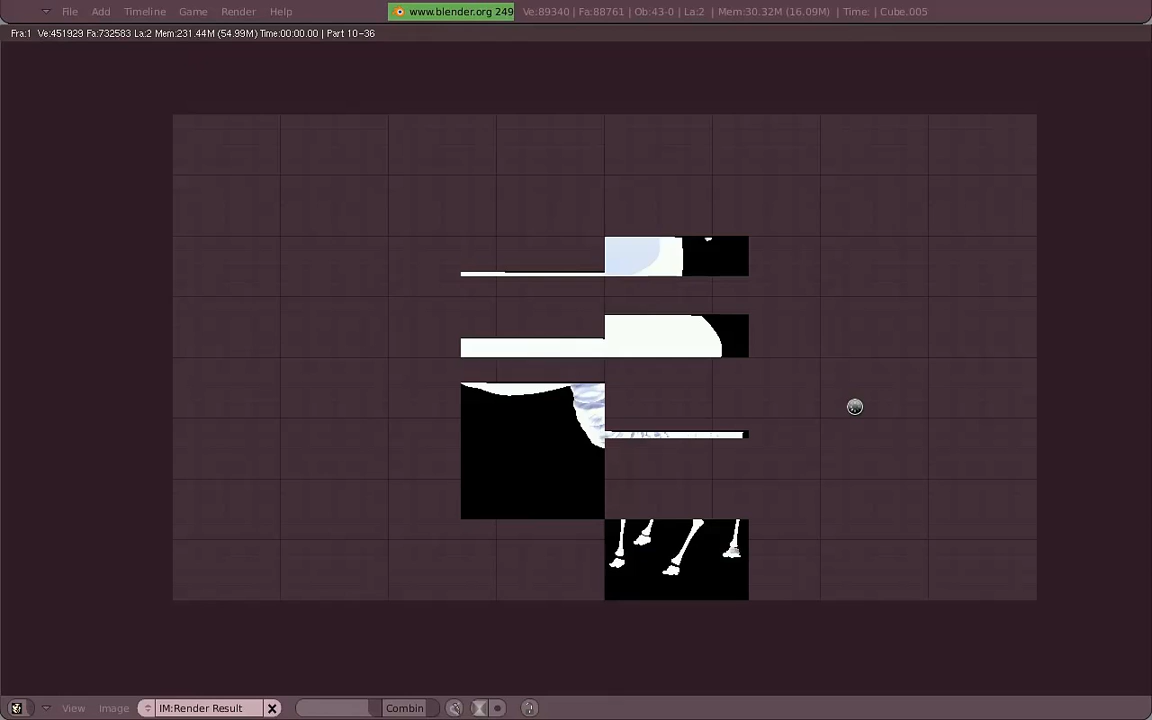 File Add Timeline Game Render Help www.blender.org 249 Ve:89340 | Fa:88761 | Ob:43-0 | La:2 | Mem:30.32M (16.09M) | Time: | Cube.005
Fra:1 Ve:451929 Fa:732583 La:2 Mem:231.44M (54.99M) Time:00:00.00 | Part 10-36
View Image IM:Render Result Combin